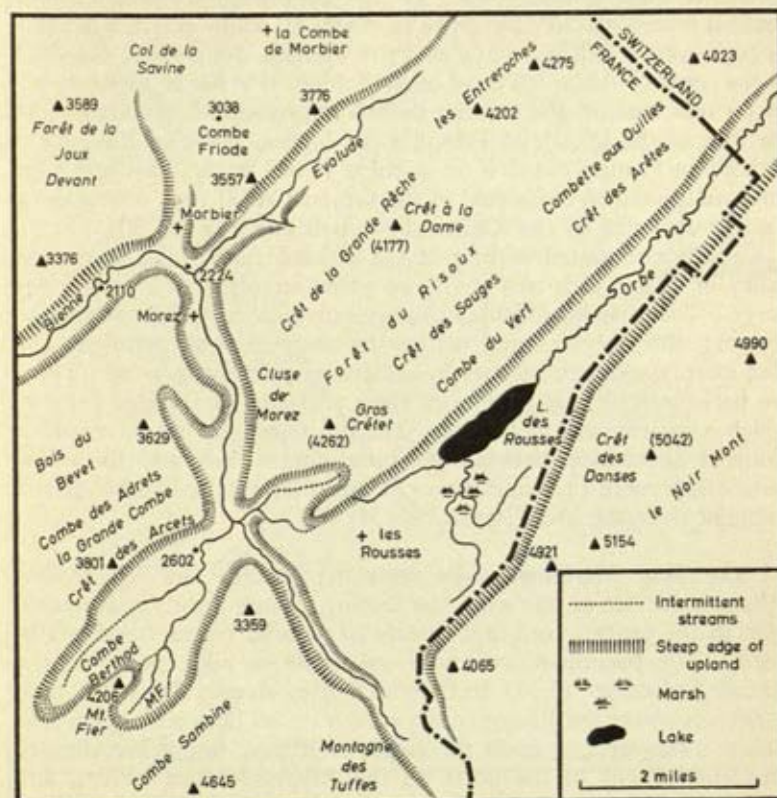 la Combe
de Morbier
Col de la
Savine
4275
SWITZERLAND
FRANCE
4023
3589
3038
3776
les Entreroches
4202
Forêt de la
Joux
Devant
Combe
Friode
3557
Evalude
Combette aux Ouilles
Crêt des Arêtes
Morbier
Crêt de la Grande Rêche
Crêt à la
Dame
(4177)
3376
2224
2110
Bienne
Morez
Forêt du Risoux
Crêt des Sauges
Combe du Vert
Orbe
4990
Cluse
de
Morez
Gros
Crétet
(4262)
L.
des
Rousses
3629
Bois du
Bevet
Crêt
des
Danses
(5042)
le Noir Mont
Combe des Adrets
la Grande Combe
Crêt des Arcets
3801
2602
les
Rousses
5154
4921
3359
Combe
Berthod
4206
Mt.
Fier
MF
4065
Combe Sambine
4645
Montagne
des
Tuffes
Intermittent
streams
Steep edge of
upland
Marsh
Lake
2 miles